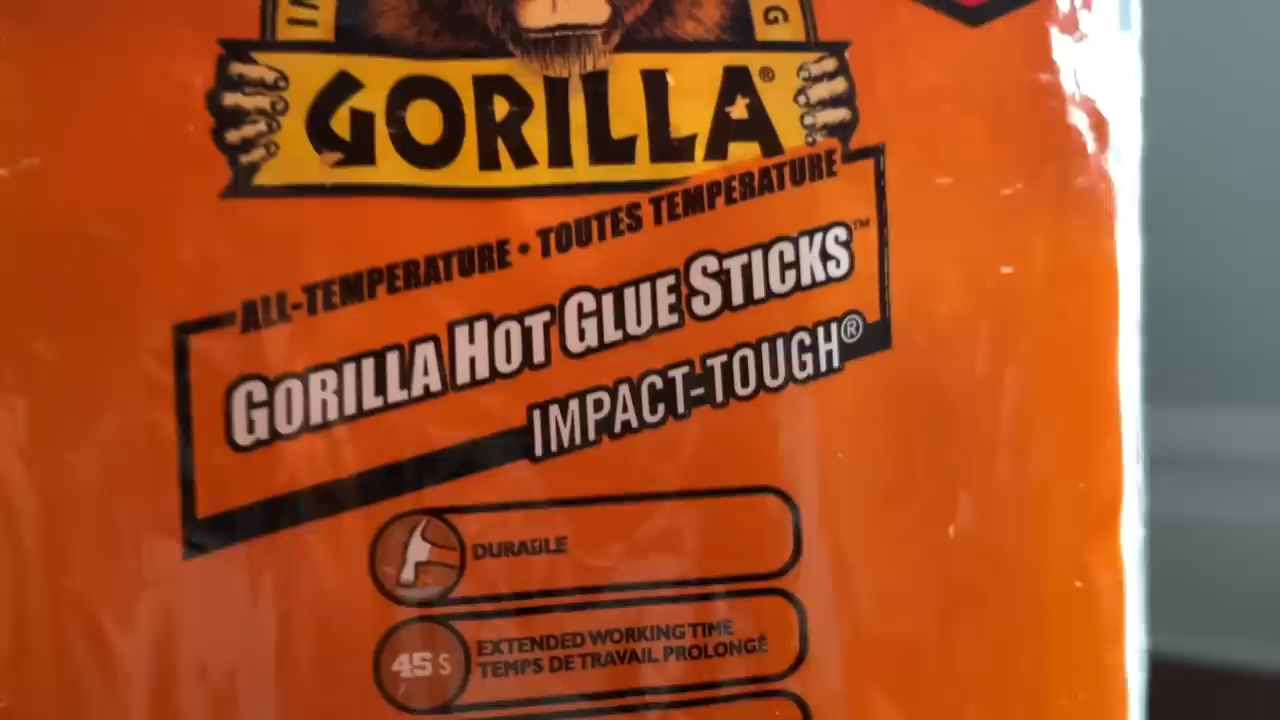 GORILLA®
ALL-TEMPERATURE • TOUTES TEMPERATURE
GORILLA HOT GLUE STICKS™
IMPACT-TOUGH®
DURABLE
45 S
EXTENDED WORKING TIME
TEMPS DE TRAVAIL PROLONGÉ